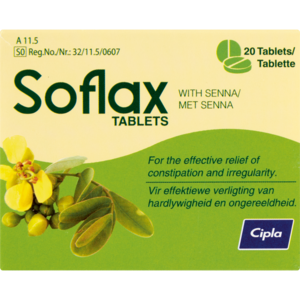 A 11.5
S0 Reg.No./Nr.: 32/11.5/0607
20 Tablets/
Tablette
Soflax
TABLETS
WITH SENNA/
MET SENNA
For the effective relief of
constipation and irregularity.
Vir effektiewe verligting van
hardlywigheid en ongereeldheid.
Cipla